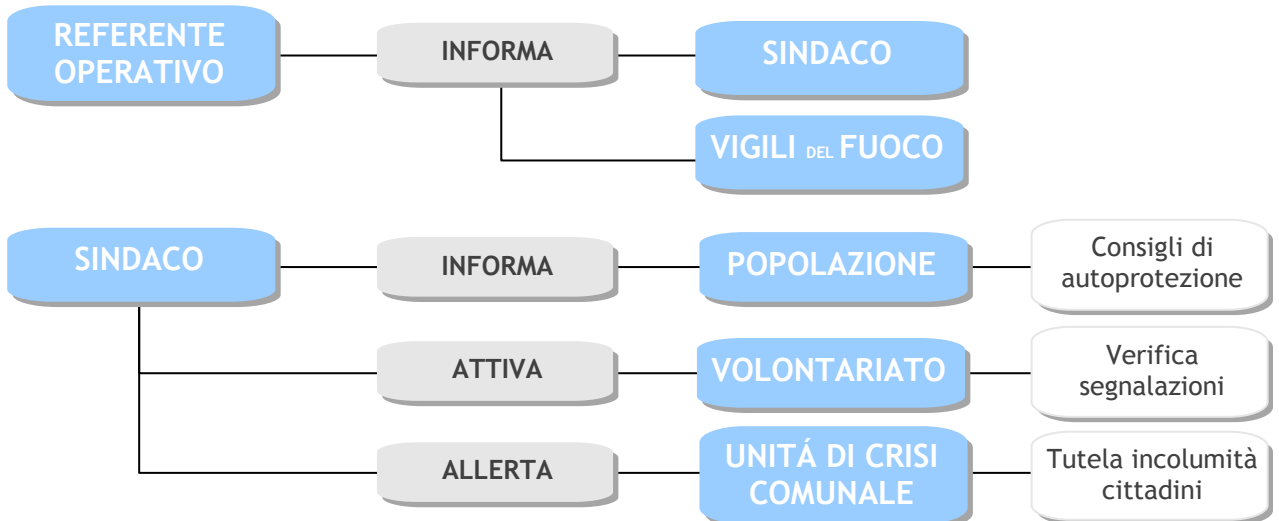 REFERENTE
OPERATIVO
INFORMA
SINDACO
VIGILI DEL FUOCO
SINDACO
INFORMA
POPOLAZIONE
Consigli di
autoprotezione
ATTIVA
VOLONTARIATO
Verifica
segnalazioni
ALLERTA
UNITÁ DI CRISI
COMUNALE
Tutela incolumità
cittadini